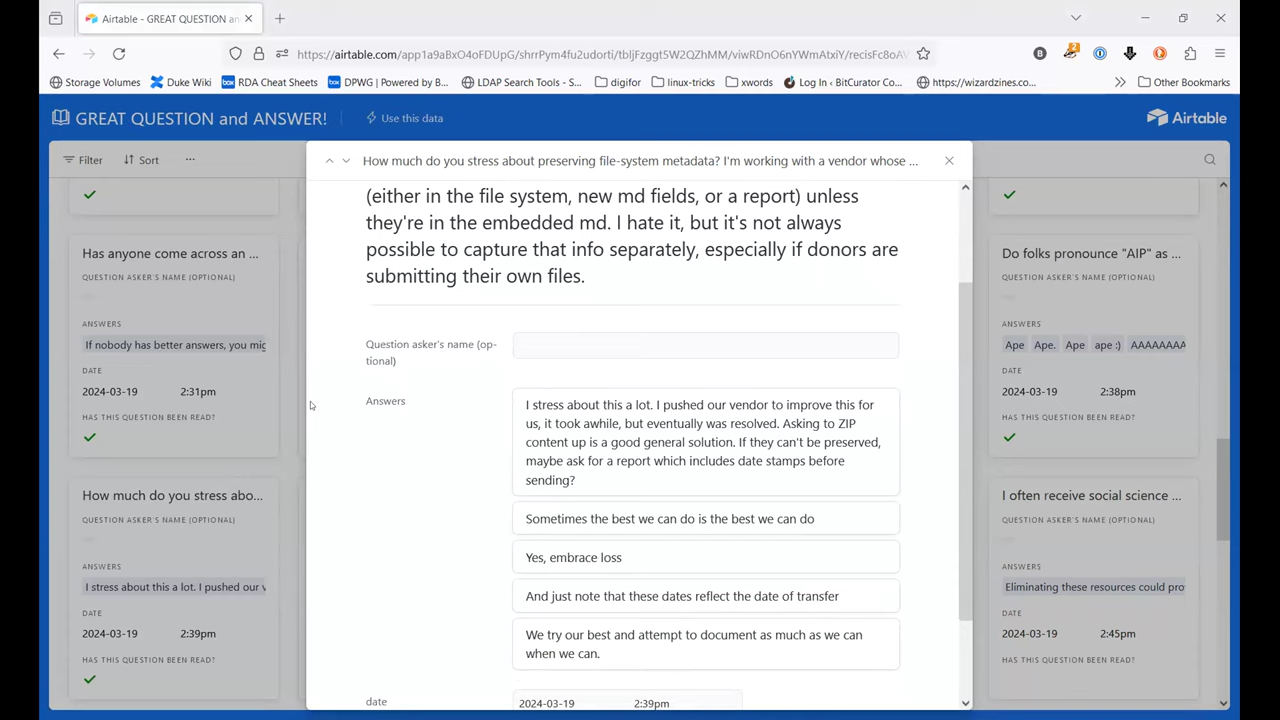 Airtable - GREAT QUESTION an
https://airtable.com/app1a9aBxO4oFDUpG/shrrPym4fu2udorti/tbljFzggt5W2QZhMM/viwRDnO6nYWmAtxiY/recisFc8oAV
2
Storage Volumes
Duke Wiki
RDA Cheat Sheets
DPWG | Powered by B...
LDAP Search Tools - S...
digifor
linux-tricks
xwords
Log In ‹ BitCurator Co...
https://wizardzines.co...
Other Bookmarks
GREAT QUESTION and ANSWER!
Use this data
Airtable
Filter
Sort
How much do you stress about preserving file-system metadata? I'm working with a vendor whose ...
(either in the file system, new md fields, or a report) unless
they're in the embedded md. I hate it, but it's not always
possible to capture that info separately, especially if donors are
submitting their own files.
Question asker's name (op-
tional)
Answers
I stress about this a lot. I pushed our vendor to improve this for
us, it took awhile, but eventually was resolved. Asking to ZIP
content up is a good general solution. If they can't be preserved,
maybe ask for a report which includes date stamps before
sending?
Sometimes the best we can do is the best we can do
Yes, embrace loss
And just note that these dates reflect the date of transfer
We try our best and attempt to document as much as we can
when we can.
date
2024-03-19 2:39pm
Has anyone come across an ...
QUESTION ASKER'S NAME (OPTIONAL)
ANSWERS
If nobody has better answers, you mig
DATE
2024-03-19 2:31pm
HAS THIS QUESTION BEEN READ?
How much do you stress abo...
QUESTION ASKER'S NAME (OPTIONAL)
ANSWERS
I stress about this a lot. I pushed our v
DATE
2024-03-19 2:39pm
HAS THIS QUESTION BEEN READ?
Do folks pronounce "AIP" as ...
QUESTION ASKER'S NAME (OPTIONAL)
ANSWERS
Ape Ape. Ape ape :) AAAAAAAA
DATE
2024-03-19 2:38pm
HAS THIS QUESTION BEEN READ?
I often receive social science ...
QUESTION ASKER'S NAME (OPTIONAL)
ANSWERS
Eliminating these resources could pro
DATE
2024-03-19 2:45pm
HAS THIS QUESTION BEEN READ?